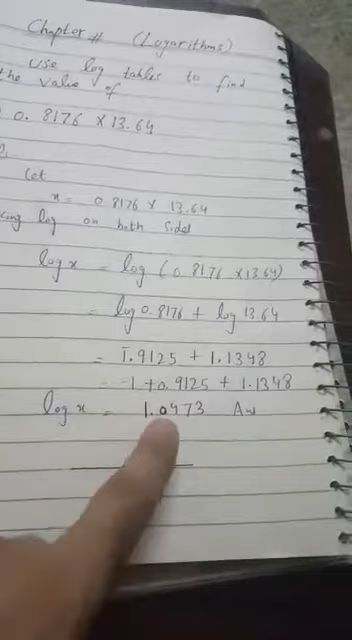 Chapter # (Logarithms)
use log tables to find
the value of
0.8176 × 13.64
Let
x = 0.8176 × 13.64
king log on both sides
log x = log (0.8176 × 13.64)
= log 0.8176 + log 13.64
= 1̄.9125 + 1.1348
= -1 + 0.9125 + 1.1348
log x = 1.0473 Ans